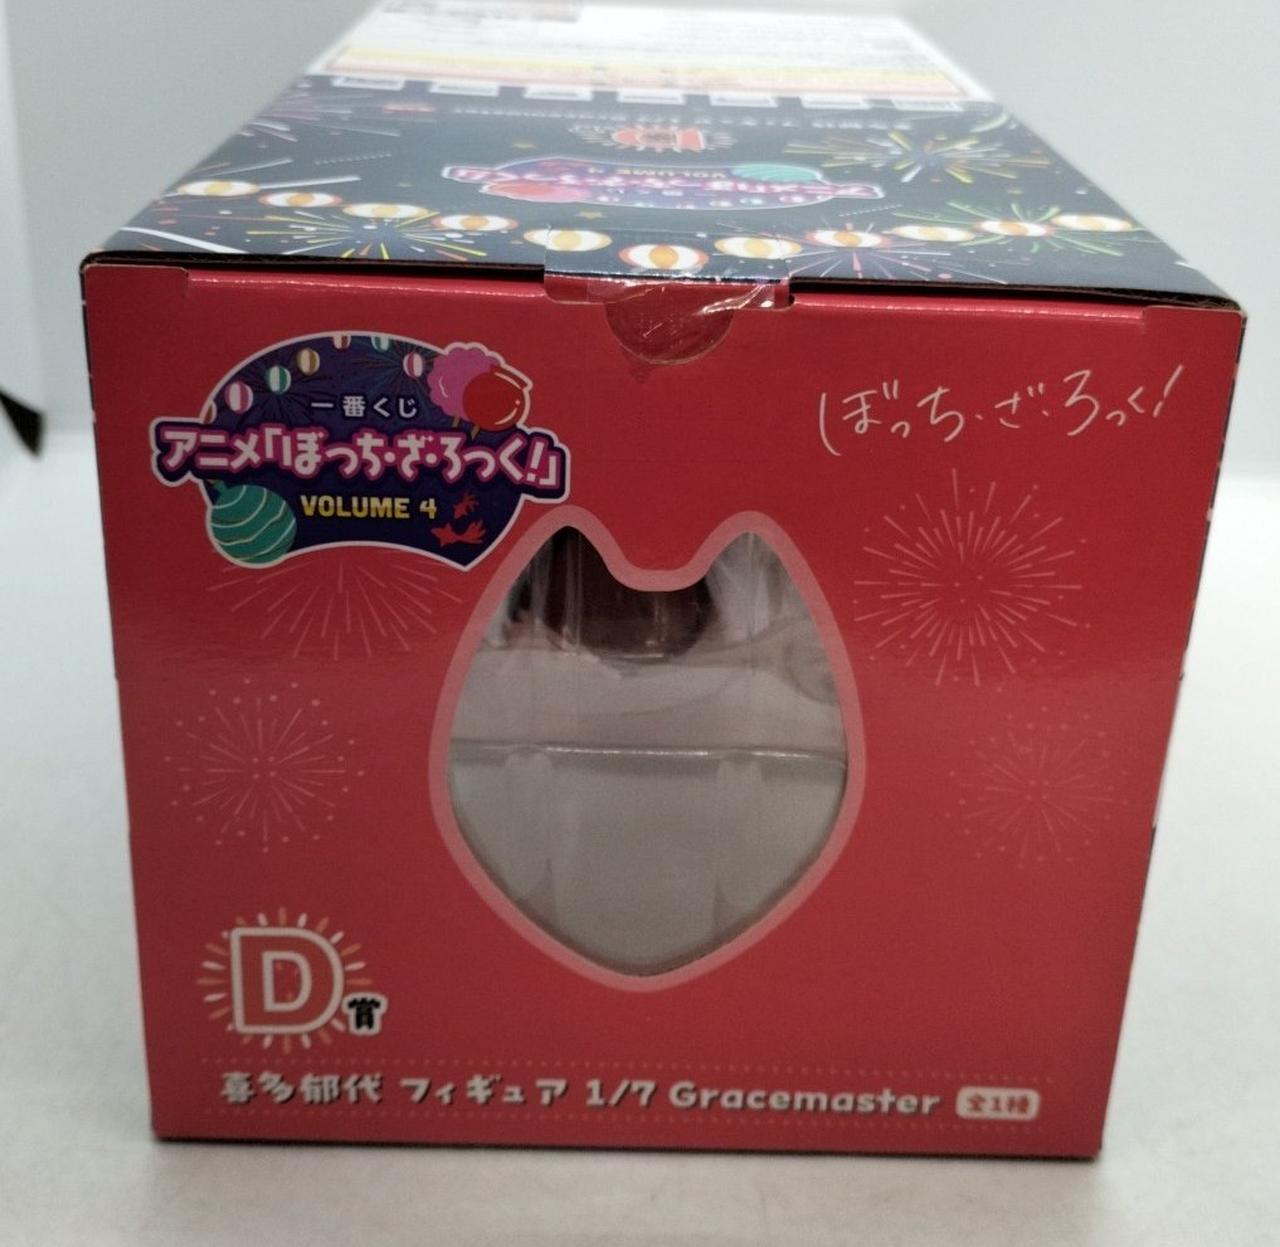 VOLUME 4
一番くじ
アニメ「ぼっち・ざ・ろっく!」
VOLUME 4
ぼっち・ざ・ろっく!
D賞
喜多郁代 フィギュア 1/7 Gracemaster 全1種